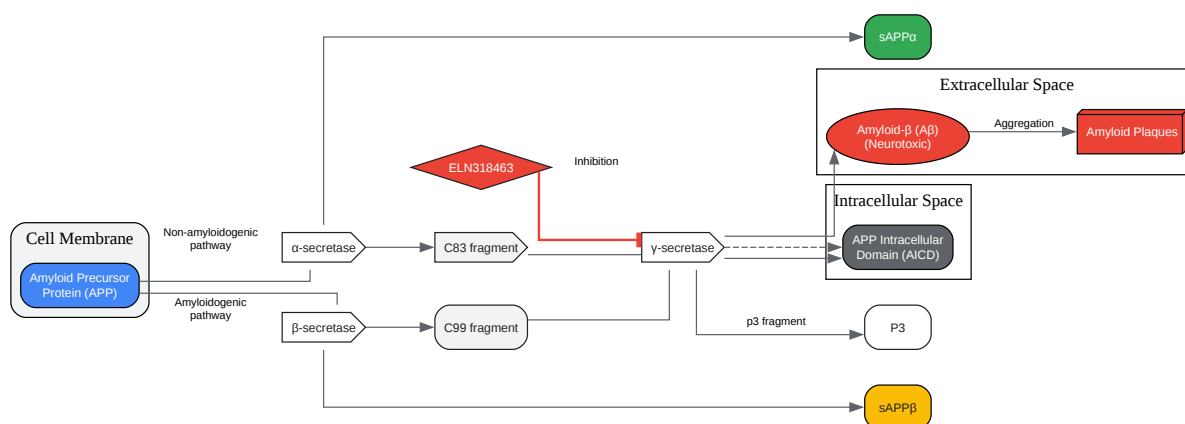 sAPPα
Extracellular Space
Amyloid-β (Aβ)
(Neurotoxic)
Aggregation
Amyloid Plaques
ELN318463
Inhibition
Intracellular Space
Cell Membrane
Non-amyloidogenic
pathway
α-secretase
C83 fragment
γ-secretase
APP Intracellular
Domain (AICD)
Amyloid Precursor
Protein (APP)
Amyloidogenic
pathway
β-secretase
C99 fragment
p3 fragment
P3
sAPPβ